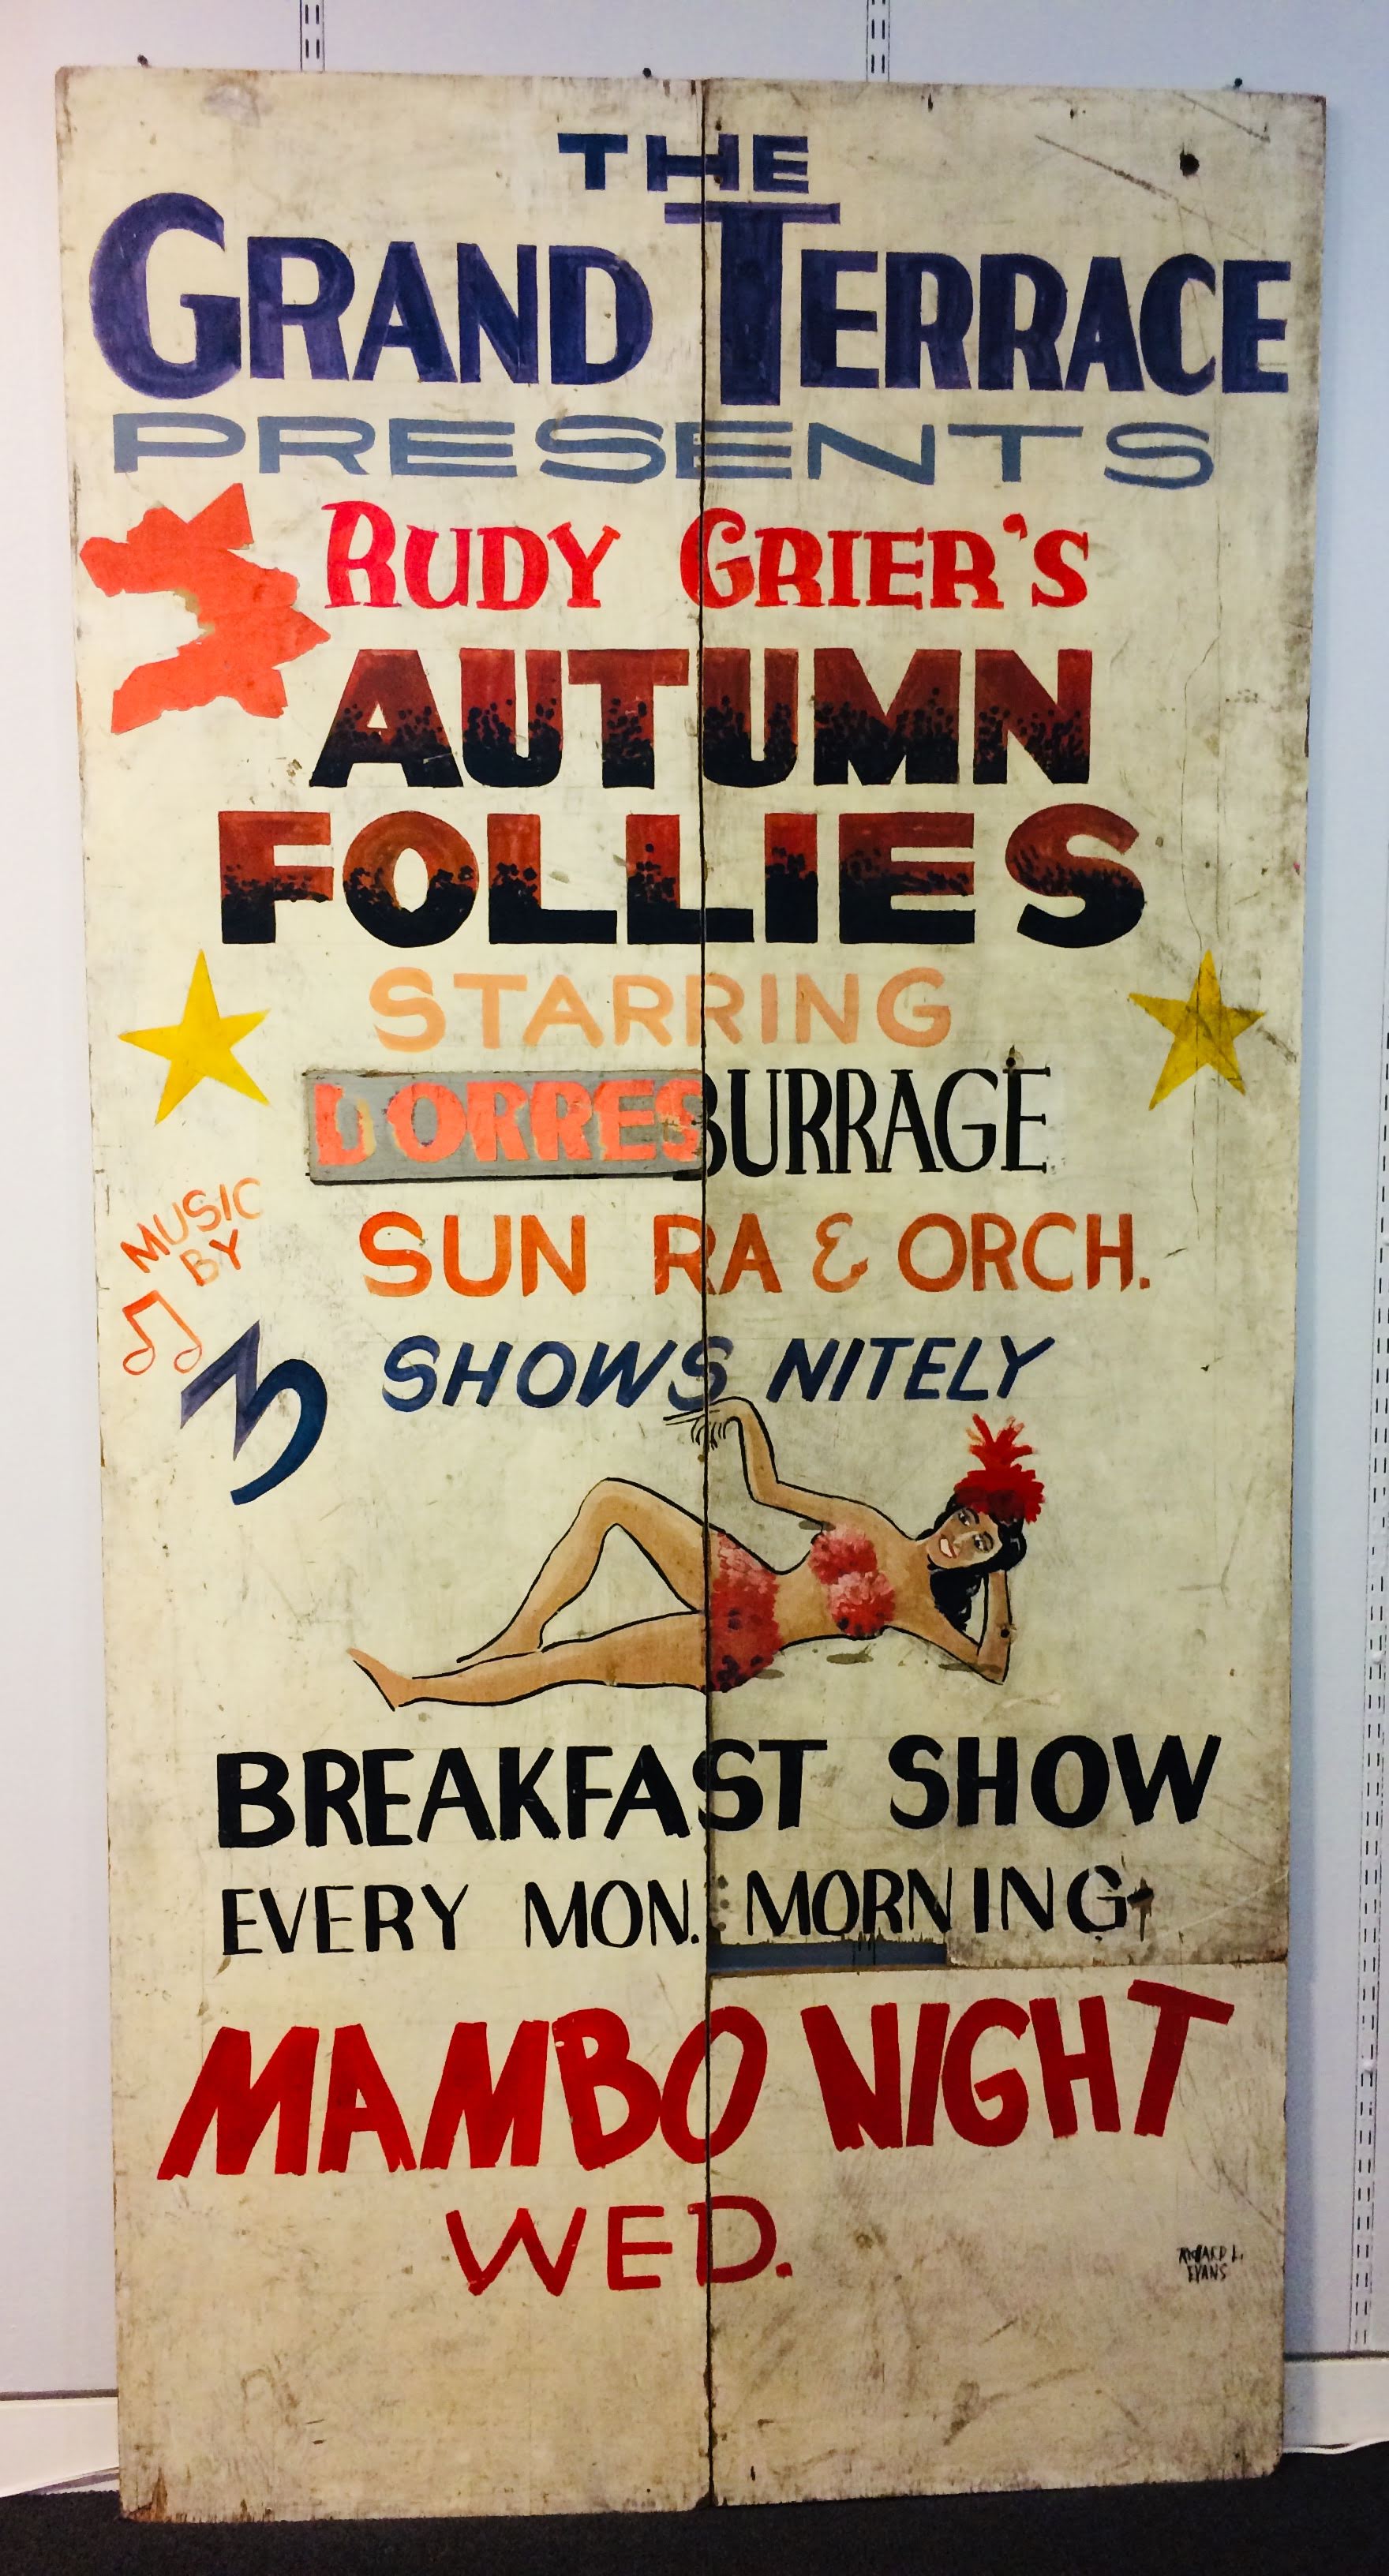 THE
GRAND TERRACE
PRESENTS
RUDY GRIER'S
AUTUMN
FOLLIES
STARRING
LORRES BURRAGE
MUSIC
BY
SUN RA & ORCH.
3 SHOWS NITELY
BREAKFAST SHOW
EVERY MON. MORNING
MAMBO NIGHT
WED.
RICHARD L.
EVANS